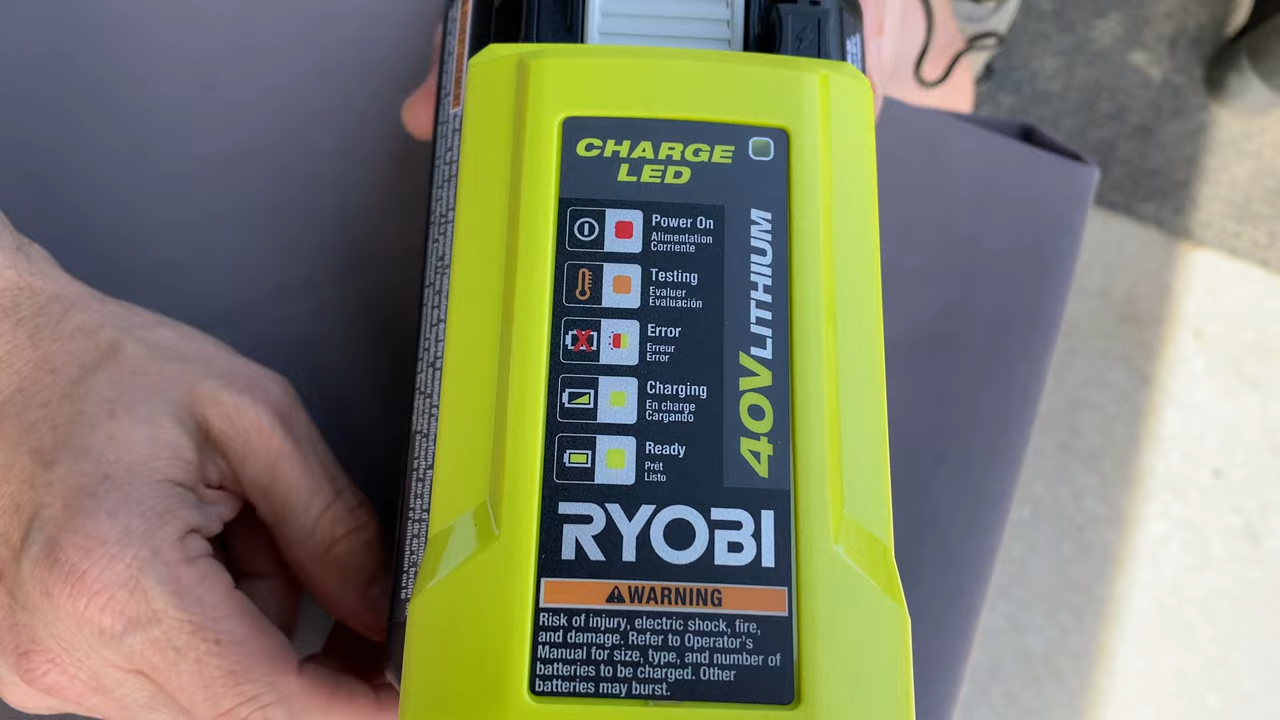 CHARGE
LED
Power On
Alimentation
Corriente
Testing
Evaluer
Evaluación
Error
Erreur
Error
Charging
En charge
Cargando
Ready
Prêt
Listo
40V LITHIUM
RYOBI
WARNING
Risk of injury, electric shock, fire,
and damage. Refer to Operator's
Manual for size, type, and number of
batteries to be charged. Other
batteries may burst.